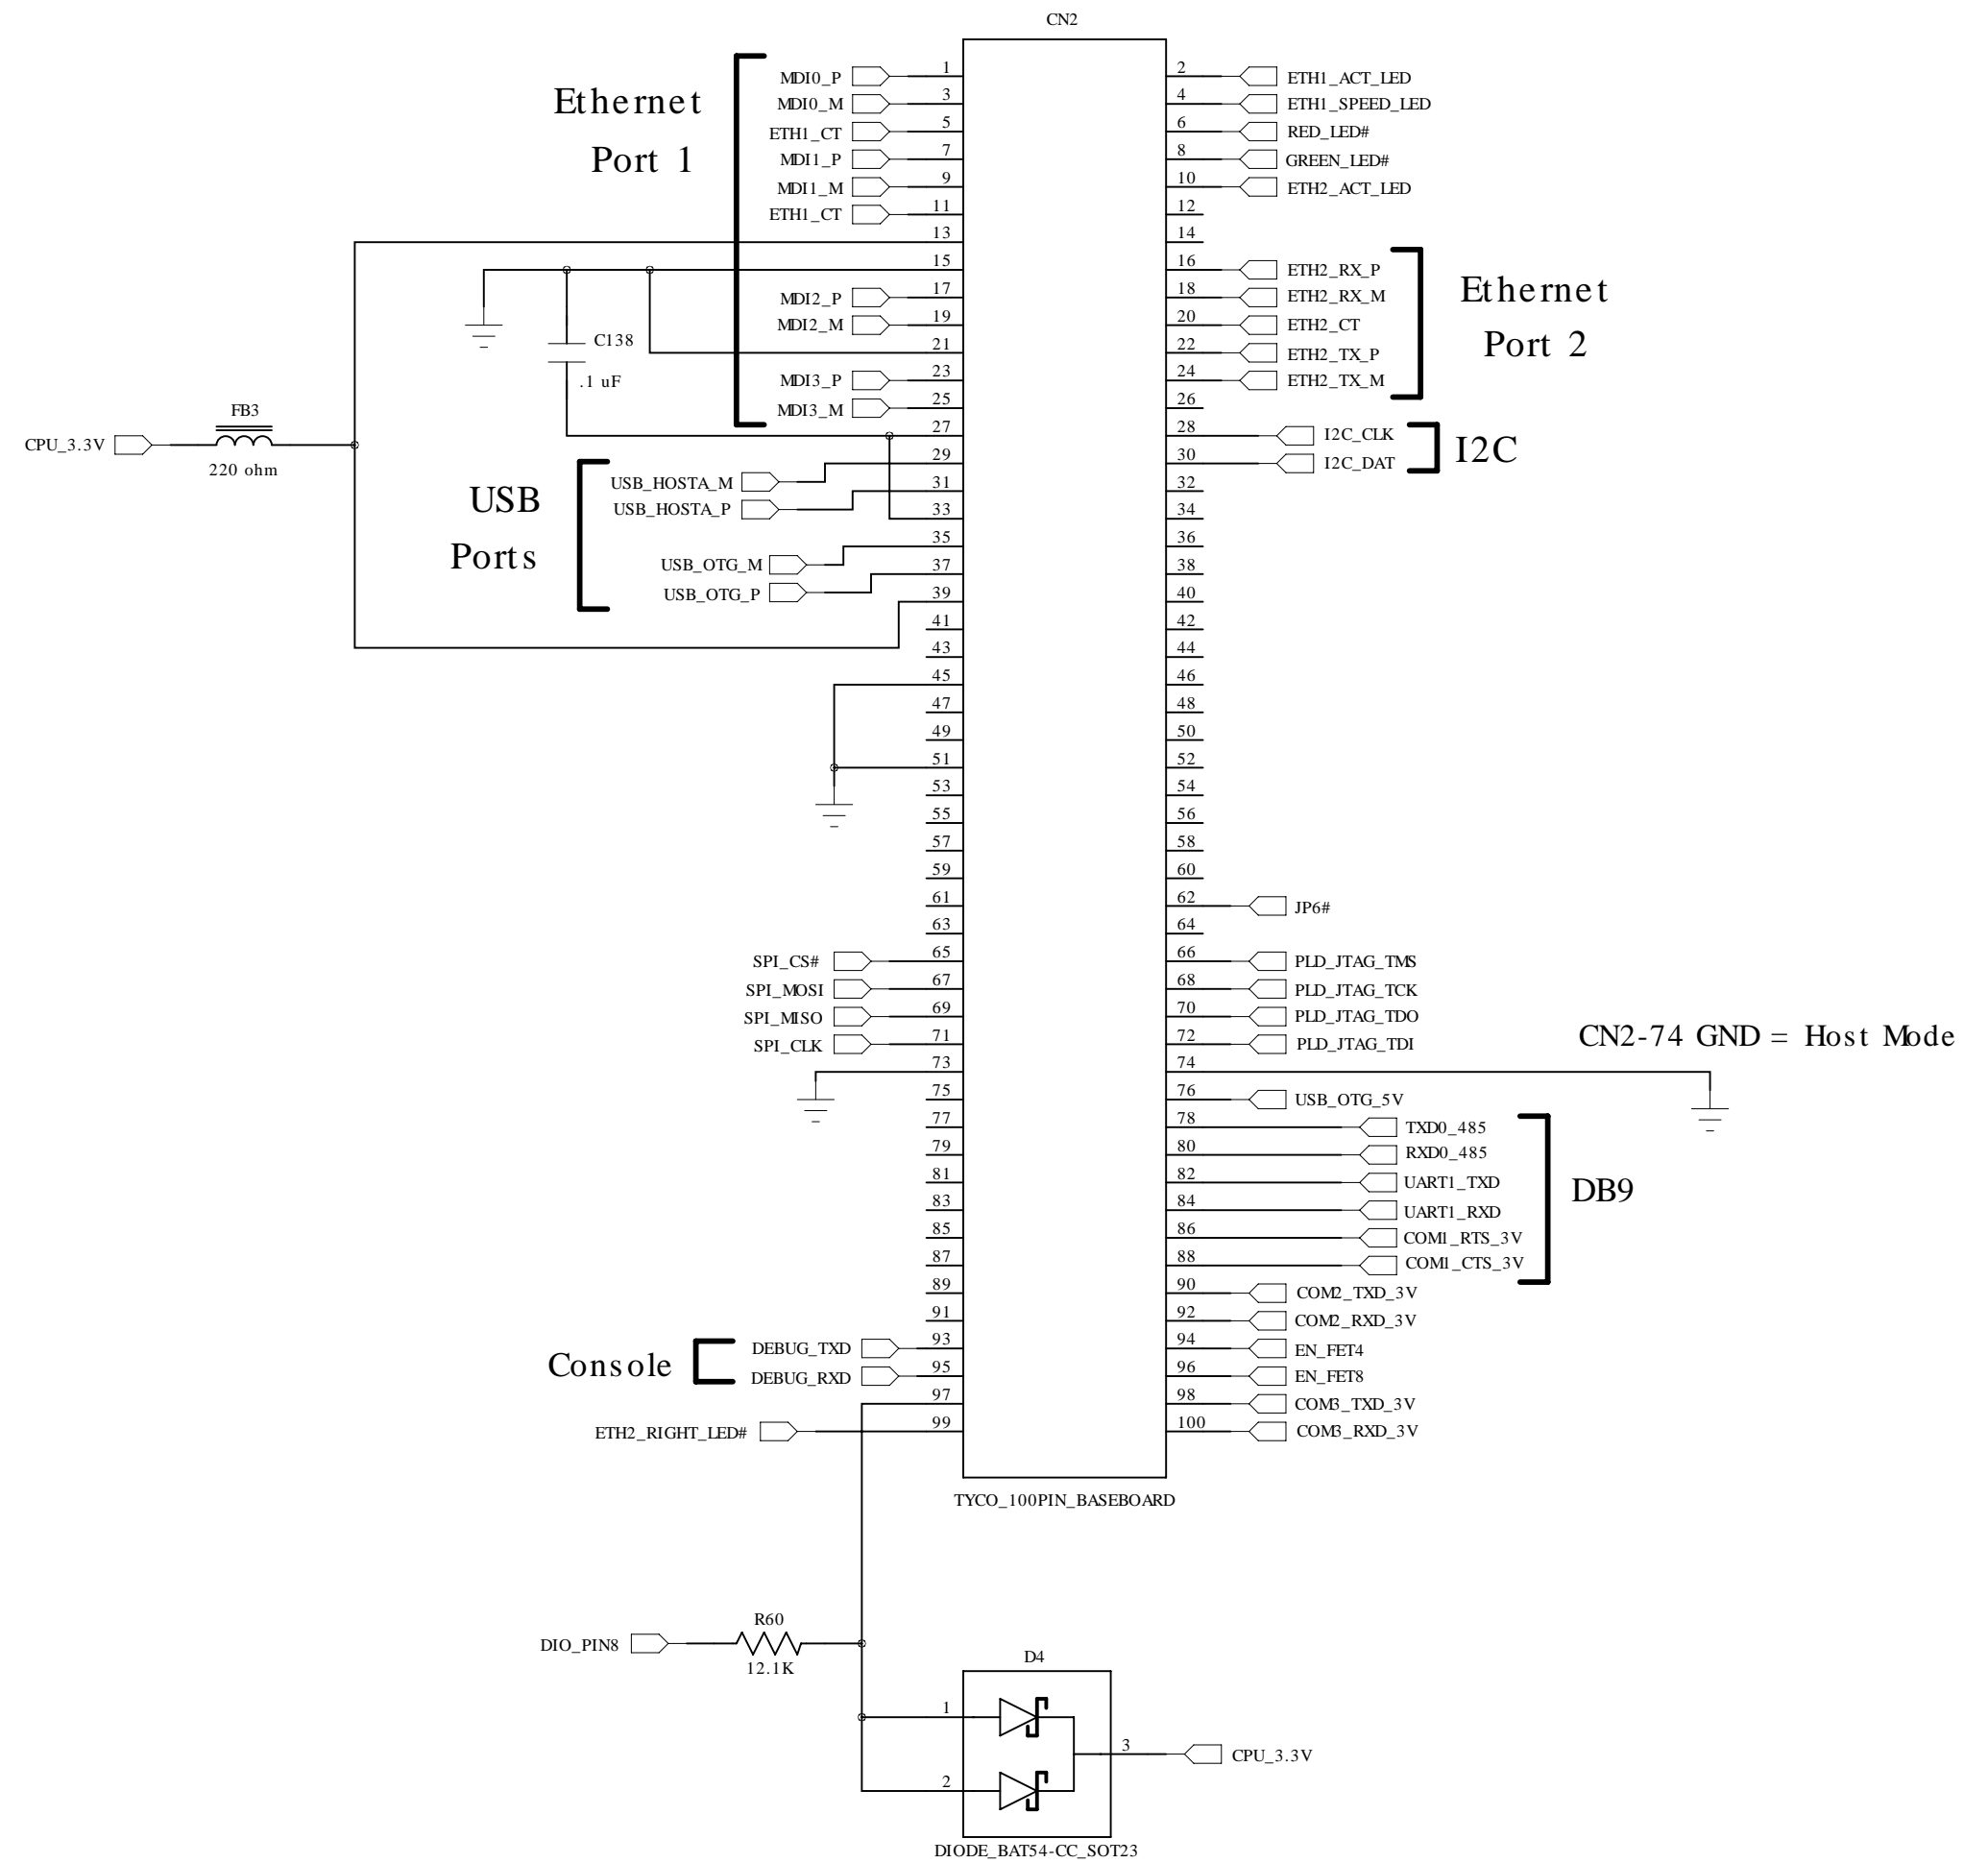 CN2
MDI0_P 1 2 ETH1_ACT_LED
Ethernet MDI0_M 3 4 ETH1_SPEED_LED
ETH1_CT 5 6 RED_LED#
Port 1 MDI1_P 7 8 GREEN_LED#
MDI1_M 9 10 ETH2_ACT_LED
ETH1_CT 11 12
13 14
15 16 ETH2_RX_P
MDI2_P 17 18 ETH2_RX_M Ethernet
MDI2_M 19 20 ETH2_CT
C138 21 22 ETH2_TX_P Port 2
.1 uF MDI3_P 23 24 ETH2_TX_M
FB3 MDI3_M 25 26
CPU_3.3V 27 28 I2C_CLK I2C
220 ohm 29 30 I2C_DAT
USB USB_HOSTA_M 31 32
USB_HOSTA_P 33 34
Ports 35 36
USB_OTG_M 37 38
USB_OTG_P 39 40
41 42
43 44
45 46
47 48
49 50
51 52
53 54
55 56
57 58
59 60
61 62 JP6#
63 64
SPI_CS# 65 66 PLD_JTAG_TMS
SPI_MOSI 67 68 PLD_JTAG_TCK
SPI_MISO 69 70 PLD_JTAG_TDO
SPI_CLK 71 72 PLD_JTAG_TDI CN2-74 GND = Host Mode
73 74
75 76 USB_OTG_5V
77 78 TXD0_485
79 80 RXD0_485
81 82 UART1_TXD DB9
83 84 UART1_RXD
85 86 COM1_RTS_3V
87 88 COM1_CTS_3V
89 90 COM2_TXD_3V
91 92 COM2_RXD_3V
Console DEBUG_TXD 93 94 EN_FET4
DEBUG_RXD 95 96 EN_FET8
97 98 COM3_TXD_3V
ETH2_RIGHT_LED# 99 100 COM3_RXD_3V
TYCO_100PIN_BASEBOARD
R60
DIO_PIN8
12.1K
D4
1
3 CPU_3.3V
2
DIODE_BAT54-CC_SOT23